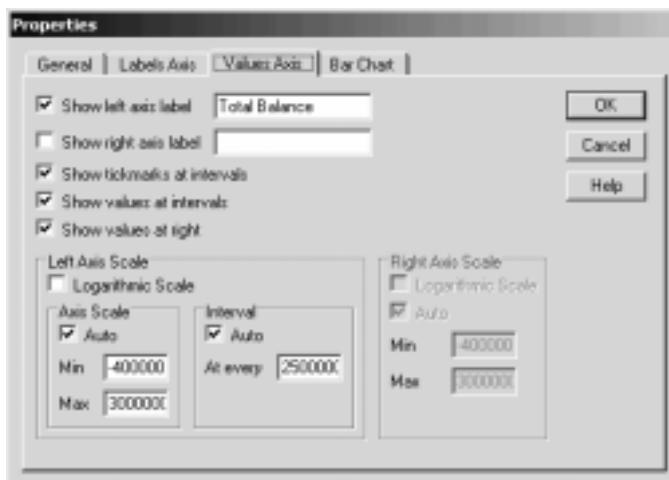 Properties
General
Labels Axis
Values Axis
Bar Chart
Show left axis label
Total Balance
OK
Show right axis label
Cancel
Show tickmarks at intervals
Help
Show values at intervals
Show values at right
Left Axis Scale
Logarithmic Scale
Axis Scale
Auto
Min
-400000
Max
Interval
Auto
At every
Right Axis Scale
Logarithmic Scale
Auto
Min
-400000
Max